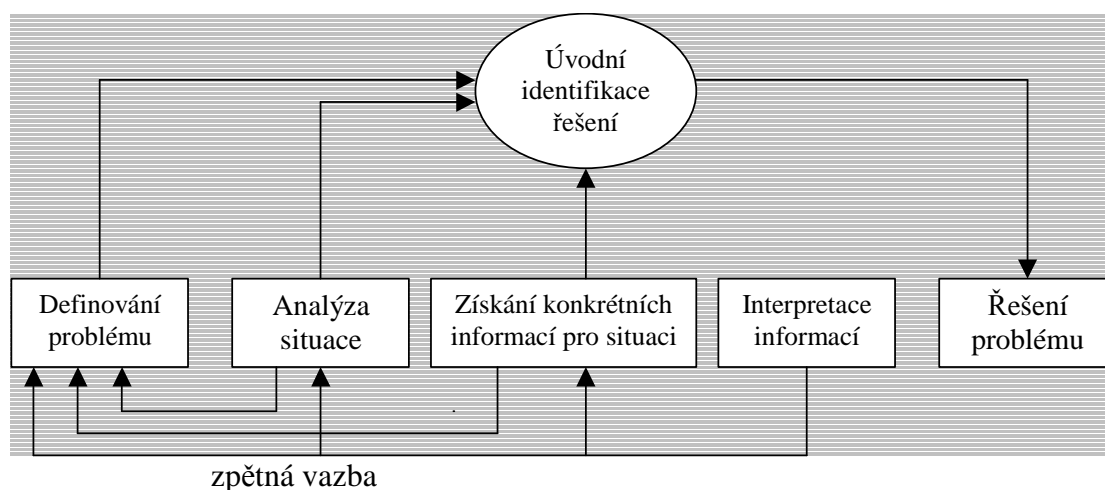 Úvodní
identifikace
řešení
Definování
problému
Analýza
situace
Získání konkrétních
informací pro situaci
Interpretace
informací
Řešení
problému
zpětná vazba